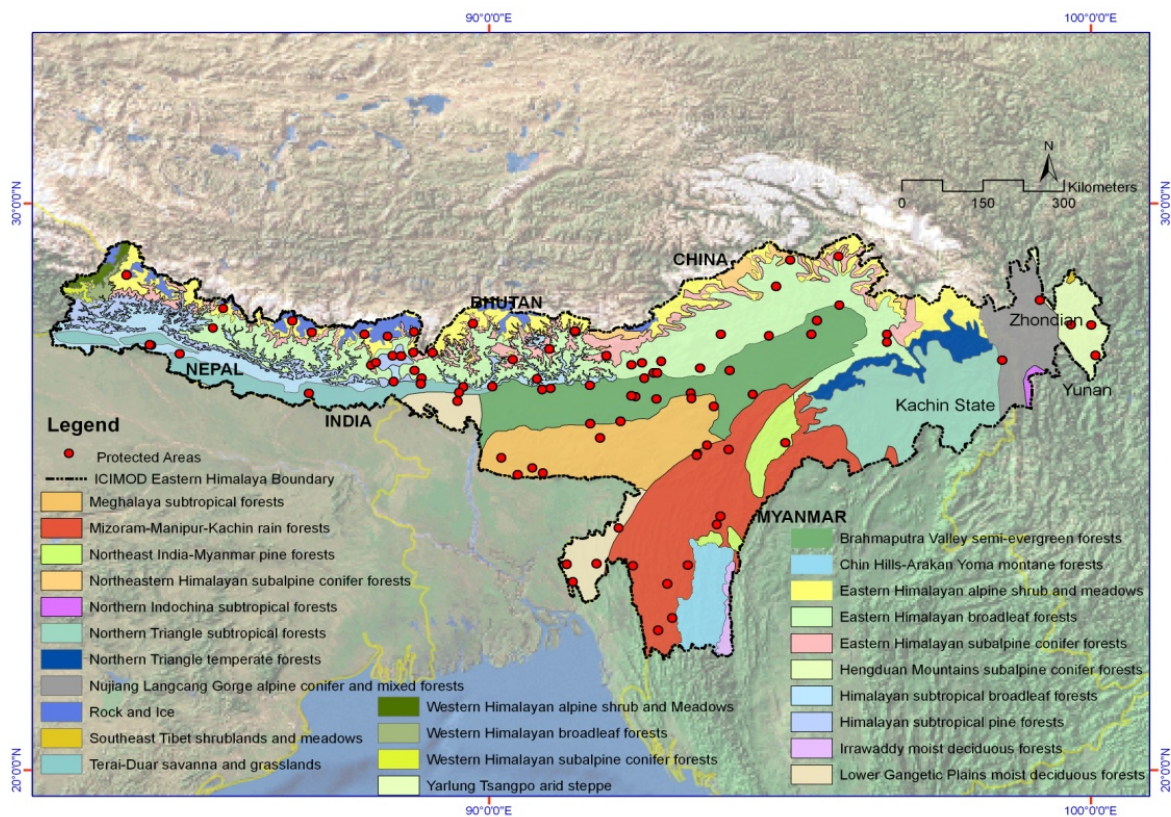 90°0'0"E
100°0'0"E
N
30°0'0"N
Kilometers
30°0'0"N
0 150 300
CHINA
BHUTAN
Zhondian
NEPAL
Yunan
Kachin State
INDIA
Legend
Protected Areas
ICIMOD Eastern Himalaya Boundary
Meghalaya subtropical forests
Mizoram-Manipur-Kachin rain forests
Northeast India-Myanmar pine forests
Northeastern Himalayan subalpine conifer forests
Northern Indochina subtropical forests
Northern Triangle subtropical forests
Northern Triangle temperate forests
Nujiang Langcang Gorge alpine conifer and mixed forests
Rock and Ice
Southeast Tibet shrublands and meadows
Terai-Duar savanna and grasslands
Western Himalayan alpine shrub and Meadows
Western Himalayan broadleaf forests
Western Himalayan subalpine conifer forests
Yarlung Tsangpo arid steppe
MYANMAR
Brahmaputra Valley semi-evergreen forests
Chin Hills-Arakan Yoma montane forests
Eastern Himalayan alpine shrub and meadows
Eastern Himalayan broadleaf forests
Eastern Himalayan subalpine conifer forests
Hengduan Mountains subalpine conifer forests
Himalayan subtropical broadleaf forests
Himalayan subtropical pine forests
Irrawaddy moist deciduous forests
Lower Gangetic Plains moist deciduous forests
20°0'0"N
20°0'0"N
90°0'0"E
100°0'0"E